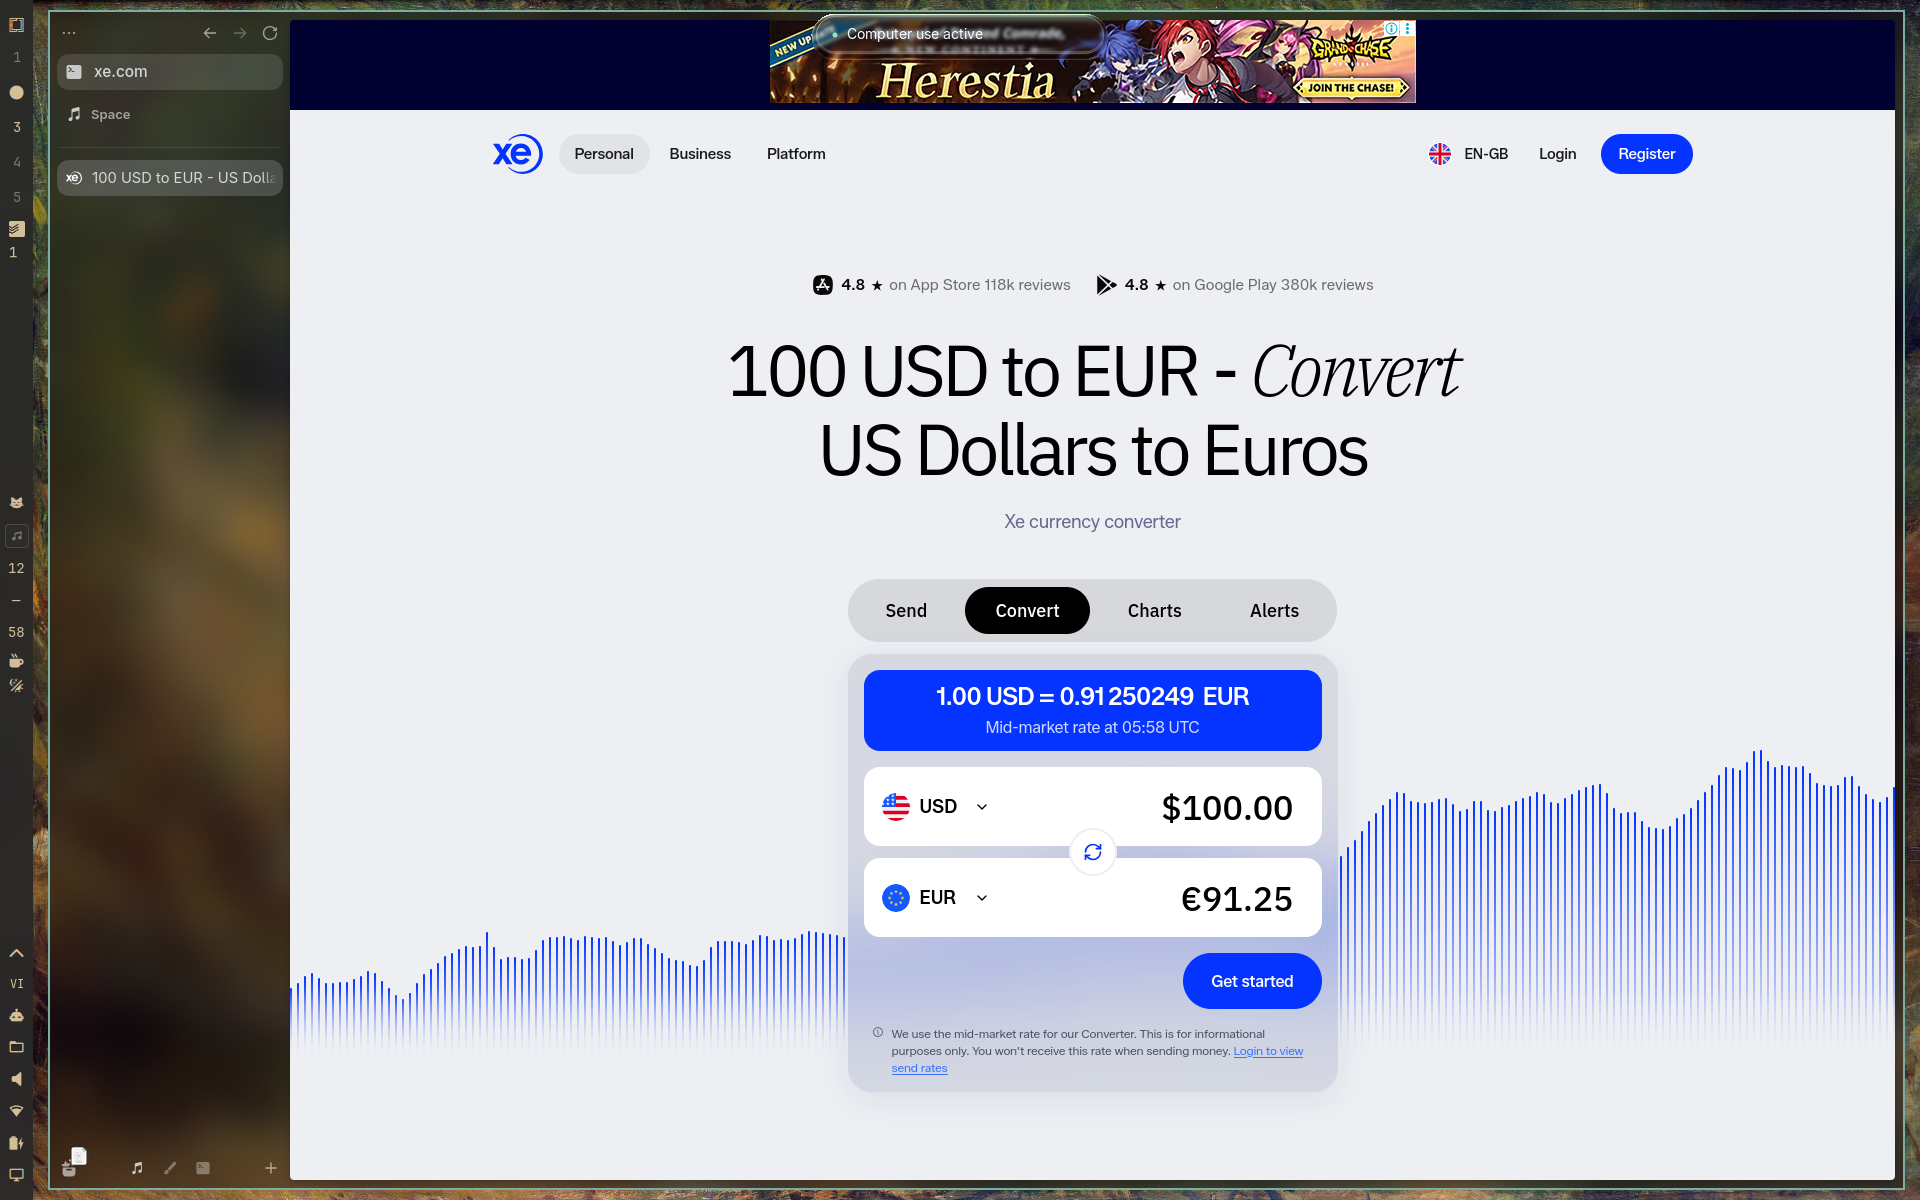 1
3
4
5
1
12
58
VI
xe.com
Space
xe 100 USD to EUR - US Dolla
Computer use active
NEW UP
Herestia
GRANDCHASE
JOIN THE CHASE!
xe
Personal
Business
Platform
EN-GB
Login
Register
4.8 ★ on App Store 118k reviews
4.8 ★ on Google Play 380k reviews
100 USD to EUR - Convert
US Dollars to Euros
Xe currency converter
Send
Convert
Charts
Alerts
1.00 USD = 0.91250249 EUR
Mid-market rate at 05:58 UTC
USD
$100.00
EUR
€91.25
Get started
We use the mid-market rate for our Converter. This is for informational
purposes only. You won't receive this rate when sending money. Login to view
send rates